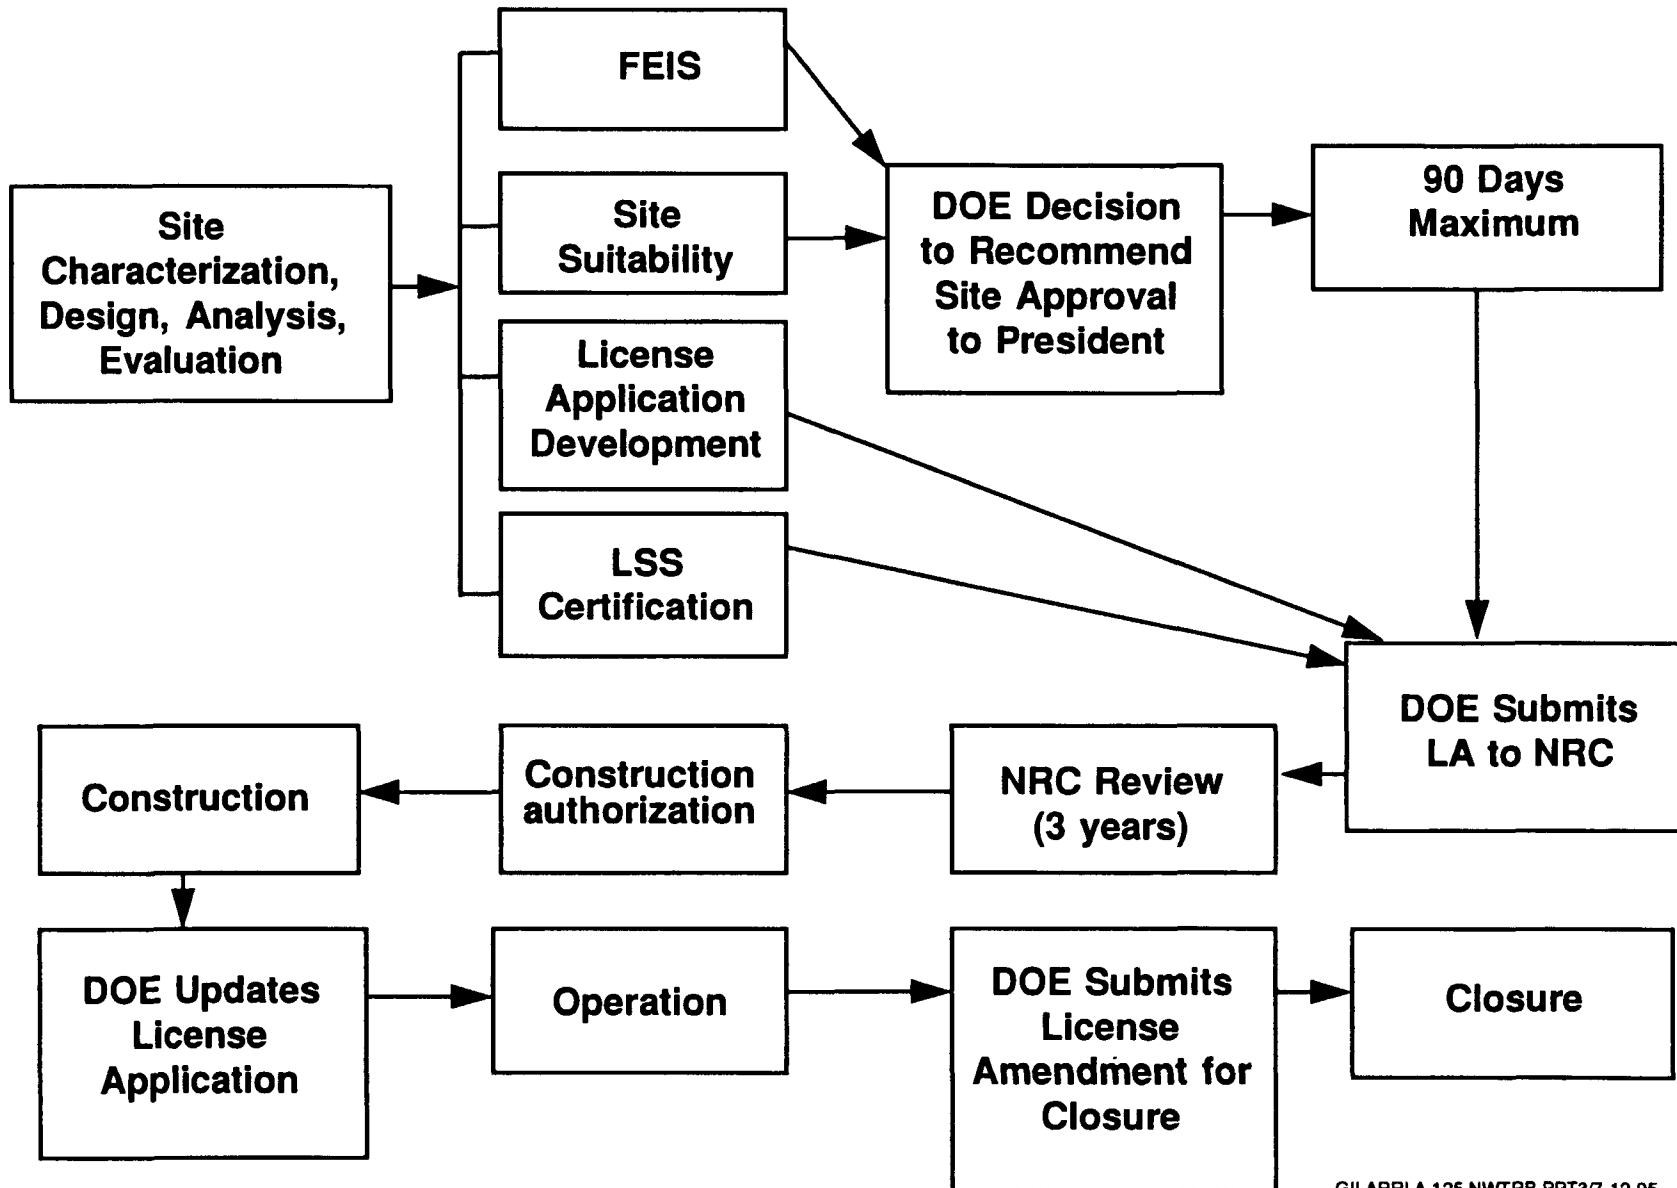 FEIS
Site
Characterization,
Design, Analysis,
Evaluation
Site
Suitability
License
Application
Development
LSS
Certification
DOE Decision
to Recommend
Site Approval
to President
90 Days
Maximum
DOE Submits
LA to NRC
NRC Review
(3 years)
Construction
authorization
Construction
DOE Updates
License
Application
Operation
DOE Submits
License
Amendment for
Closure
Closure